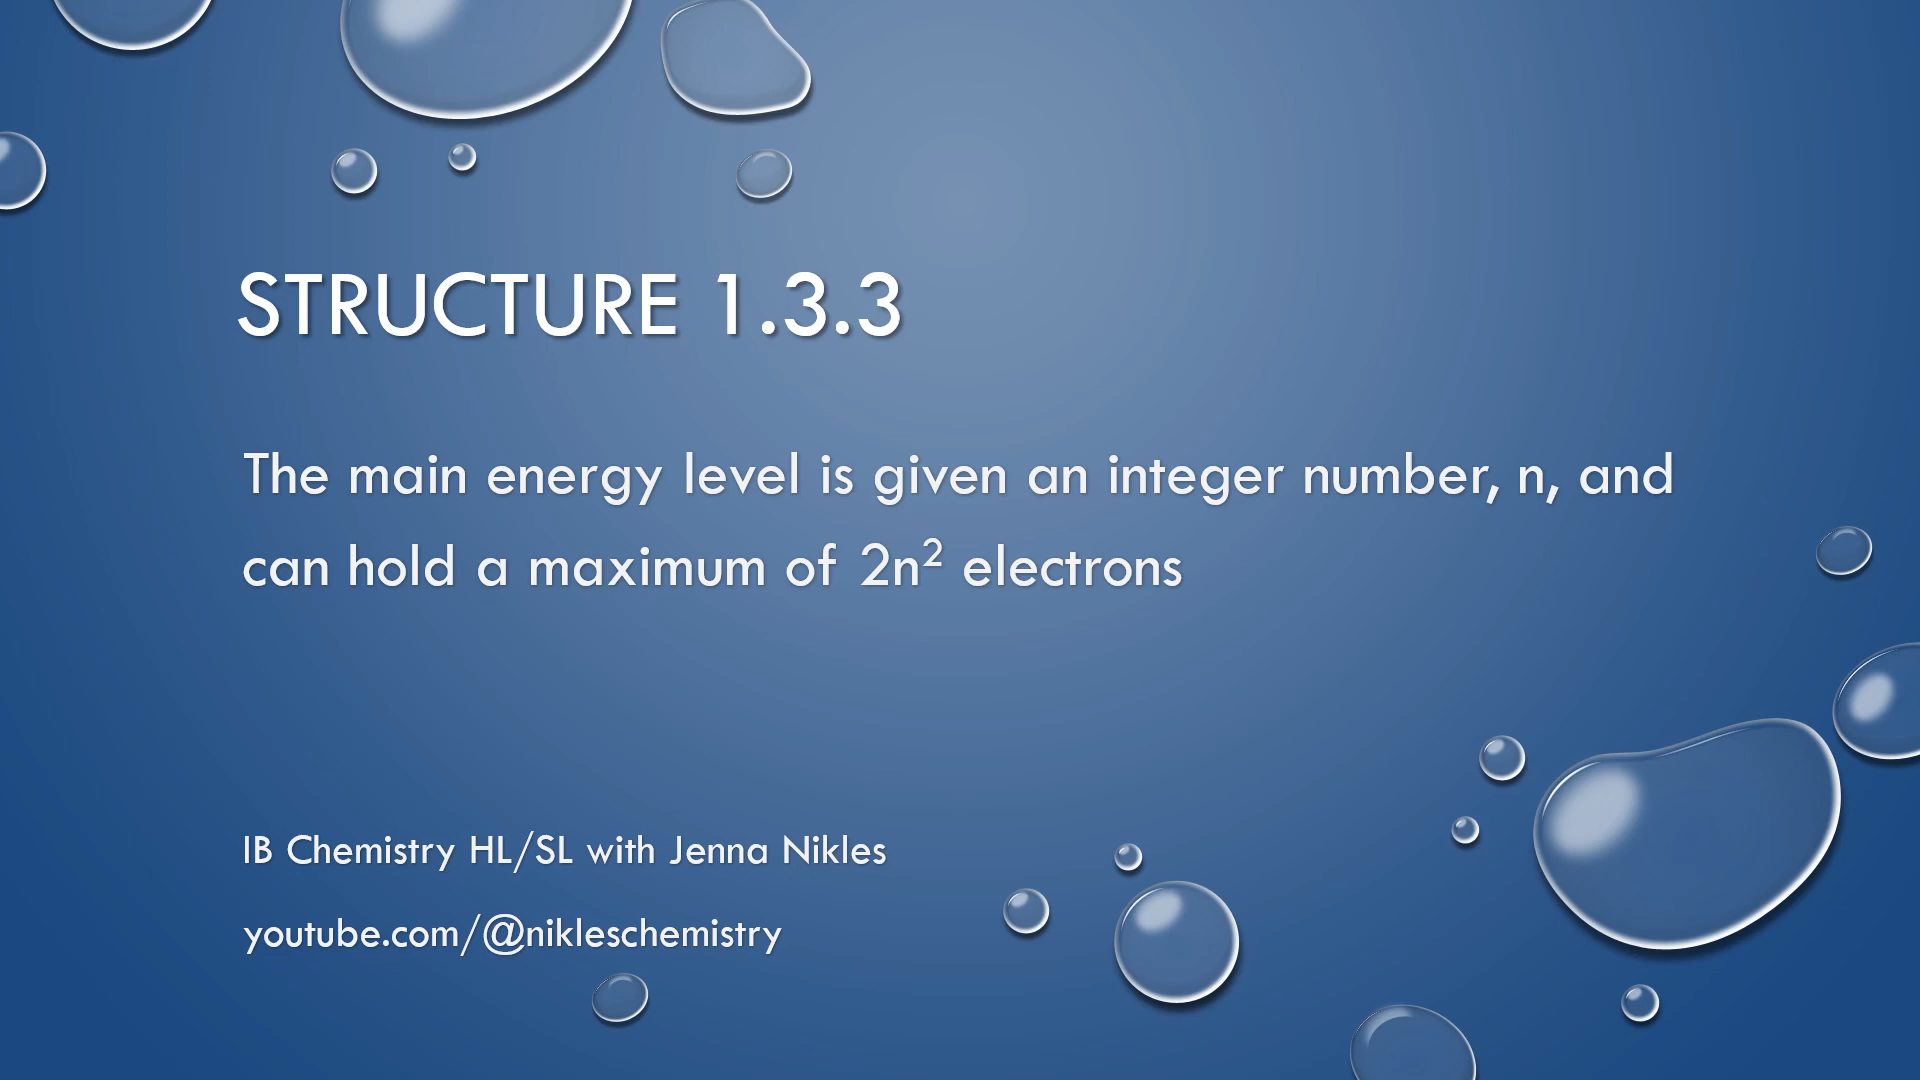 STRUCTURE 1.3.3
The main energy level is given an integer number, n, and
can hold a maximum of 2n² electrons
IB Chemistry HL/SL with Jenna Nikles
youtube.com/@nikleschemistry